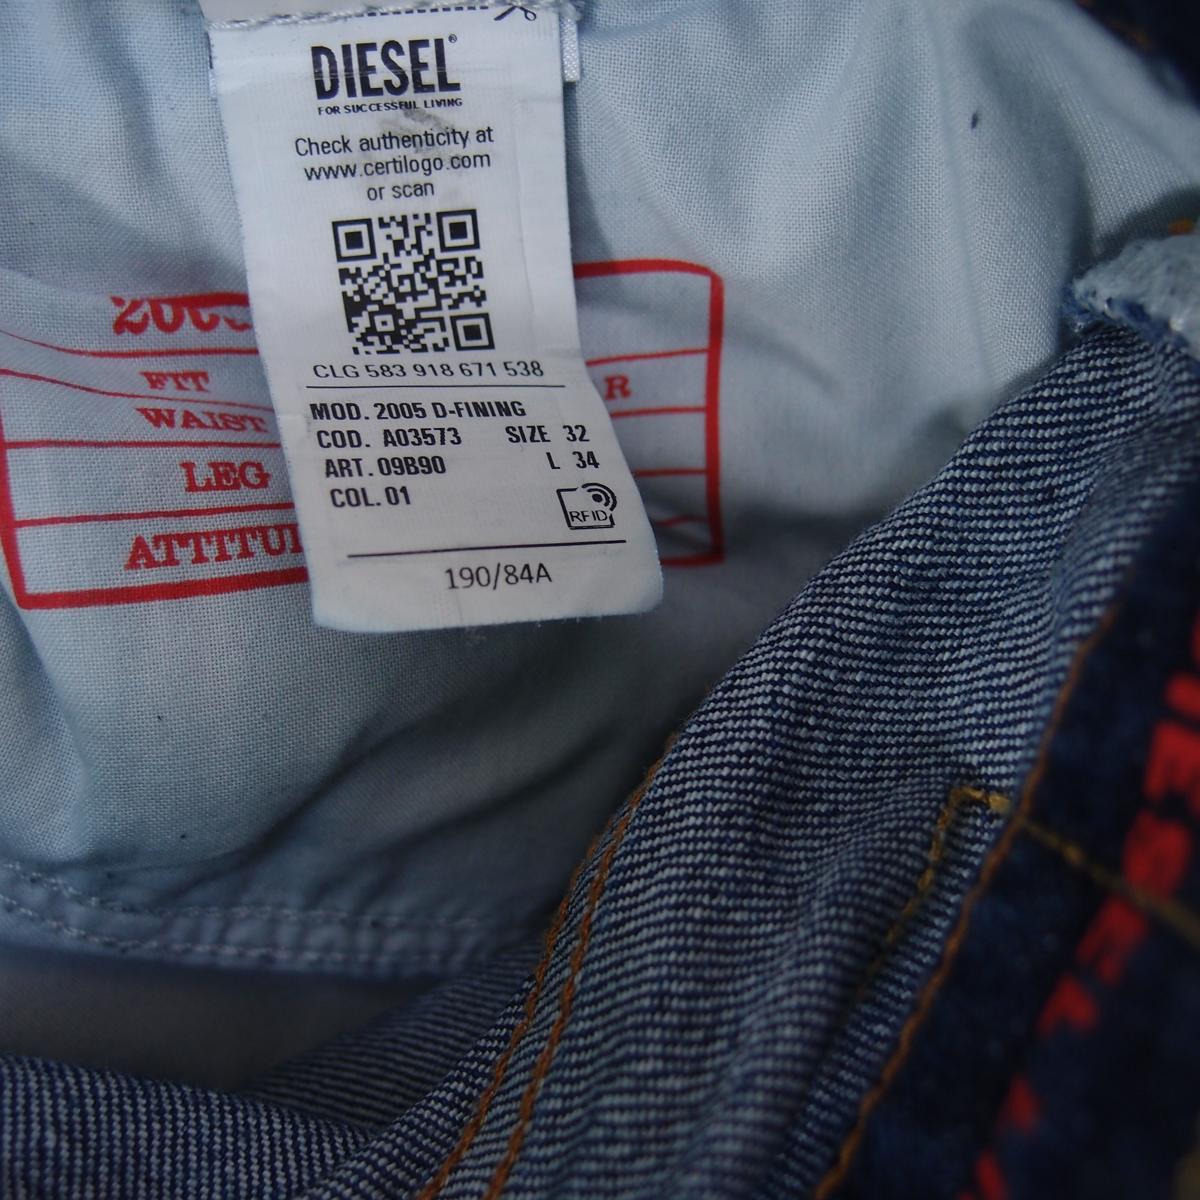 DIESEL®
FOR SUCCESSFUL LIVING
Check authenticity at
www.certilogo.com
or scan
CLG 583 918 671 538
MOD. 2005 D-FINING
COD. A03573 SIZE 32
ART. 09B90 L 34
COL. 01
RFID
190/84A
FIT R
WAIST
LEG